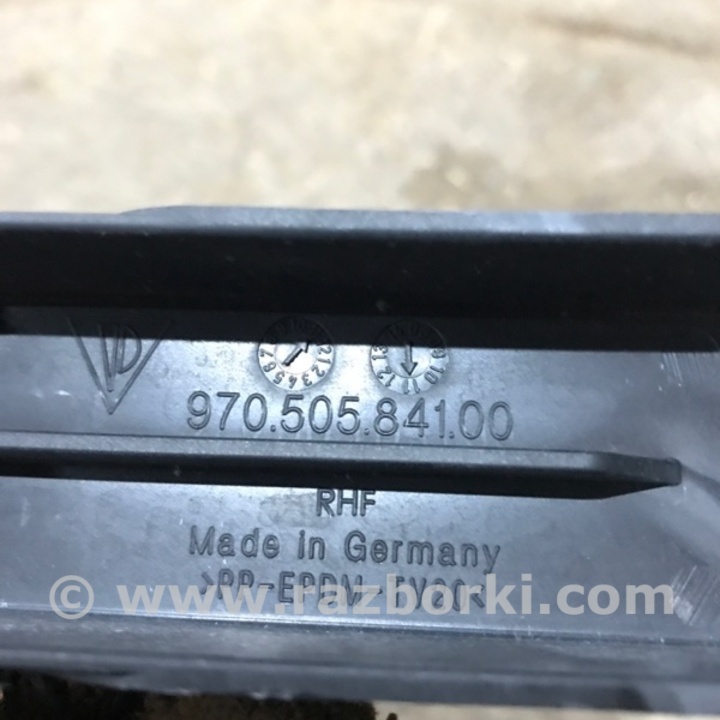 970.505.841.00
RHF
Made in Germany
© www.razborki.com